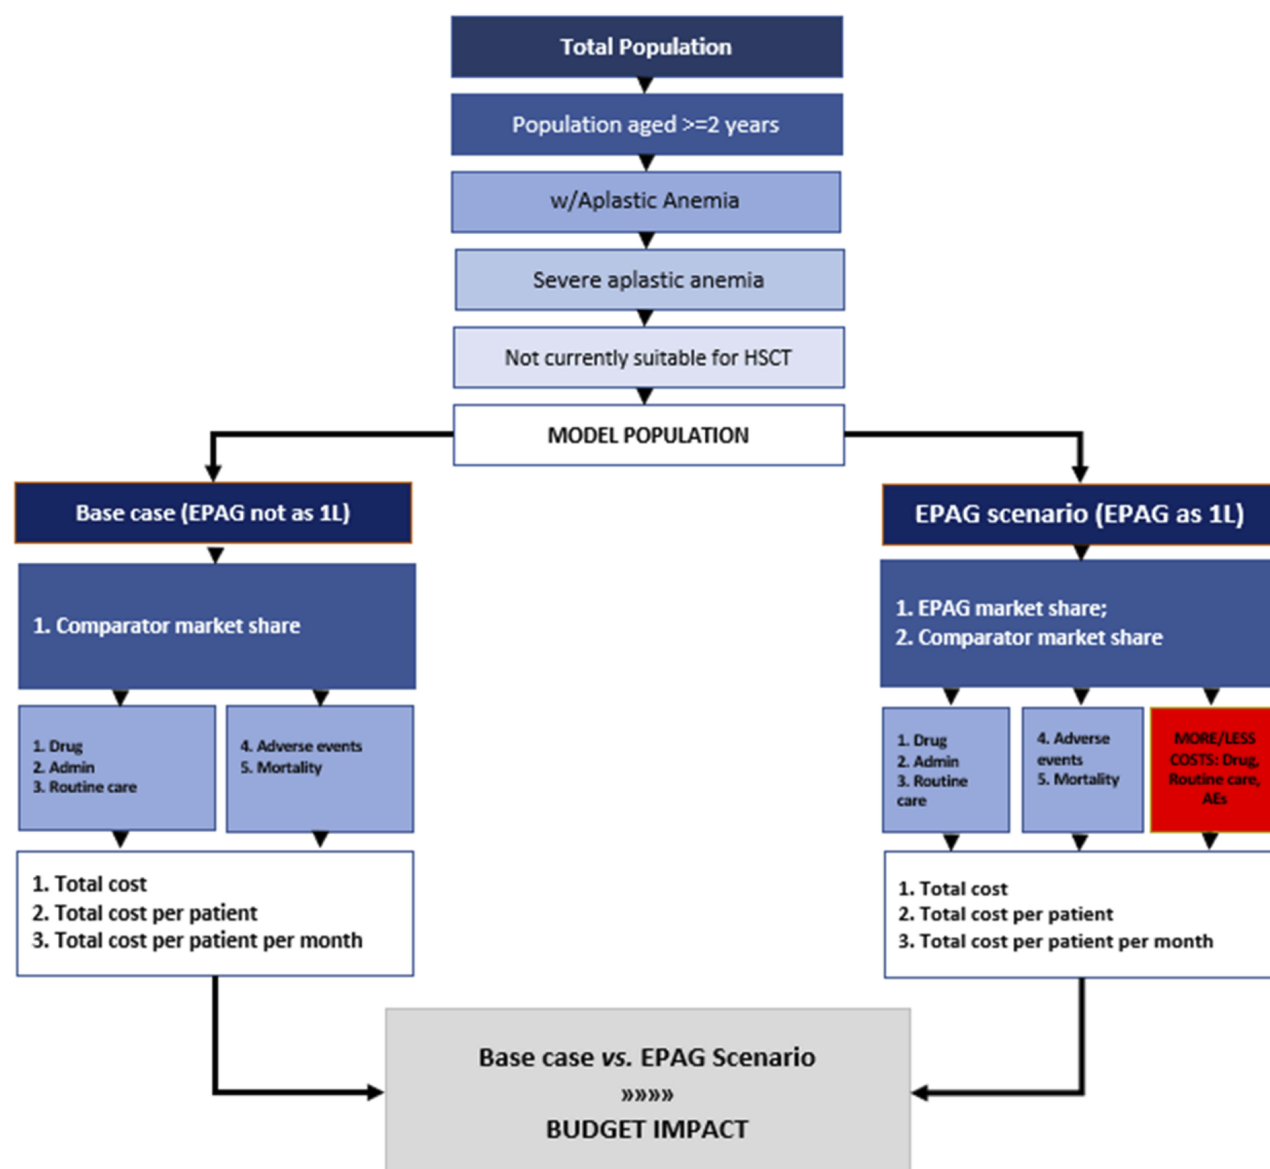 Total Population
Population aged >=2 years
w/Aplastic Anemia
Severe aplastic anemia
Not currently suitable for HSCT
MODEL POPULATION
Base case (EPAG not as 1L)
1. Comparator market share
1. Drug
2. Admin
3. Routine care
4. Adverse events
5. Mortality
1. Total cost
2. Total cost per patient
3. Total cost per patient per month
EPAG scenario (EPAG as 1L)
1. EPAG market share;
2. Comparator market share
1. Drug
2. Admin
3. Routine
care
4. Adverse
events
5. Mortality
MORE/LESS
COSTS: Drug,
Routine care,
AEs
1. Total cost
2. Total cost per patient
3. Total cost per patient per month
Base case vs. EPAG Scenario
»»»»
BUDGET IMPACT